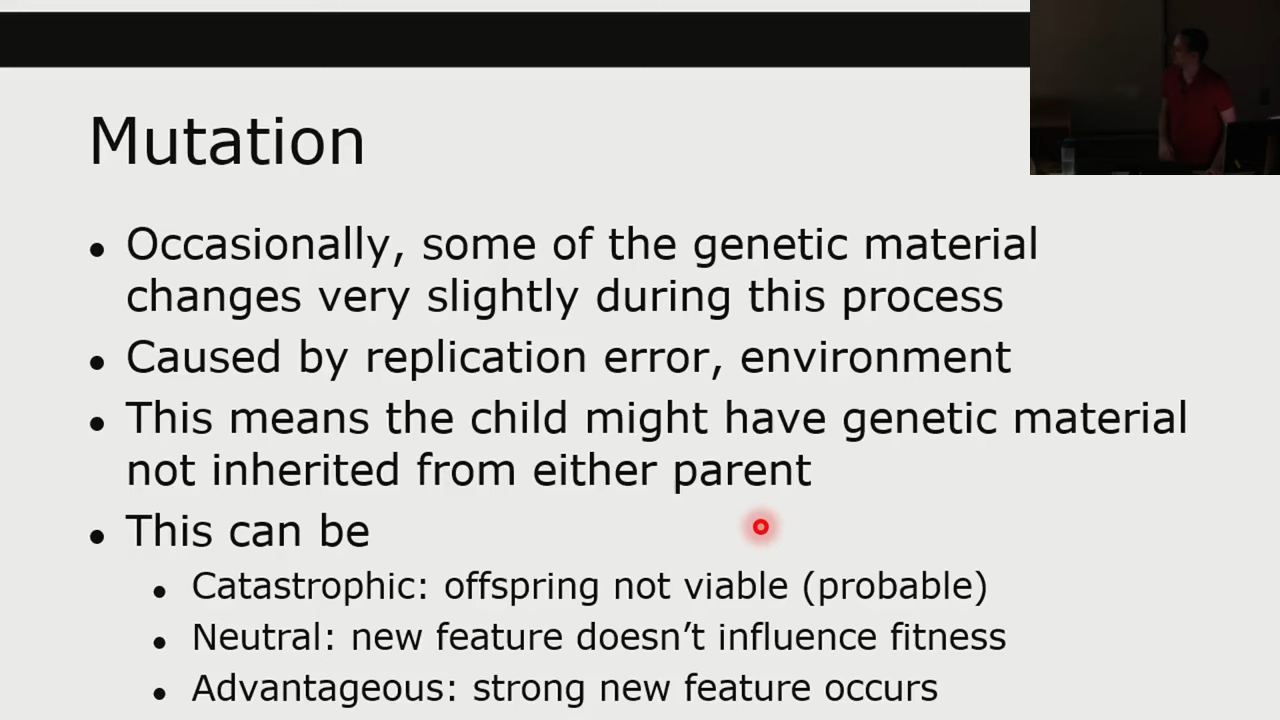 Mutation
• Occasionally, some of the genetic material
changes very slightly during this process
• Caused by replication error, environment
• This means the child might have genetic material
not inherited from either parent
• This can be
• Catastrophic: offspring not viable (probable)
• Neutral: new feature doesn’t influence fitness
• Advantageous: strong new feature occurs